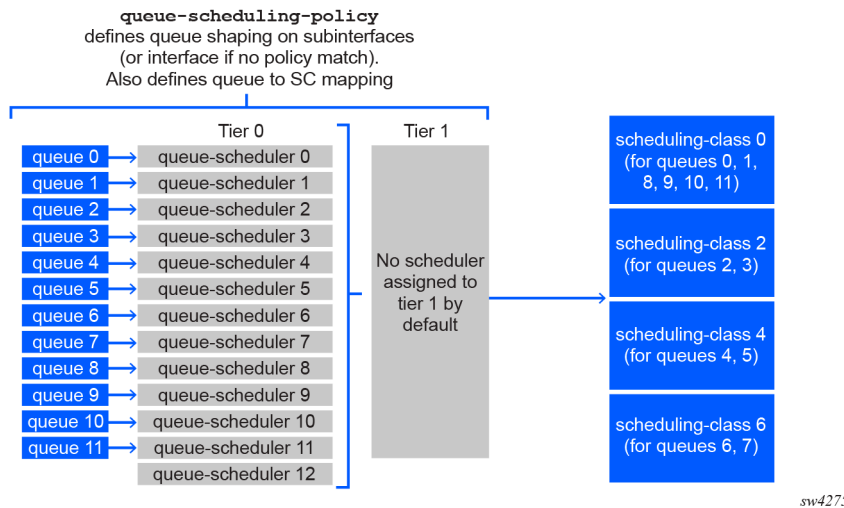 queue-scheduling-policy
defines queue shaping on subinterfaces
(or interface if no policy match).
Also defines queue to SC mapping
Tier 0
Tier 1
queue 0
queue-scheduler 0
queue 1
queue-scheduler 1
queue 2
queue-scheduler 2
queue 3
queue-scheduler 3
queue 4
queue-scheduler 4
queue 5
queue-scheduler 5
queue 6
queue-scheduler 6
queue 7
queue-scheduler 7
queue 8
queue-scheduler 8
queue 9
queue-scheduler 9
queue 10
queue-scheduler 10
queue 11
queue-scheduler 11
queue-scheduler 12
No scheduler
assigned to
tier 1 by
default
scheduling-class 0
(for queues 0, 1,
8, 9, 10, 11)
scheduling-class 2
(for queues 2, 3)
scheduling-class 4
(for queues 4, 5)
scheduling-class 6
(for queues 6, 7)